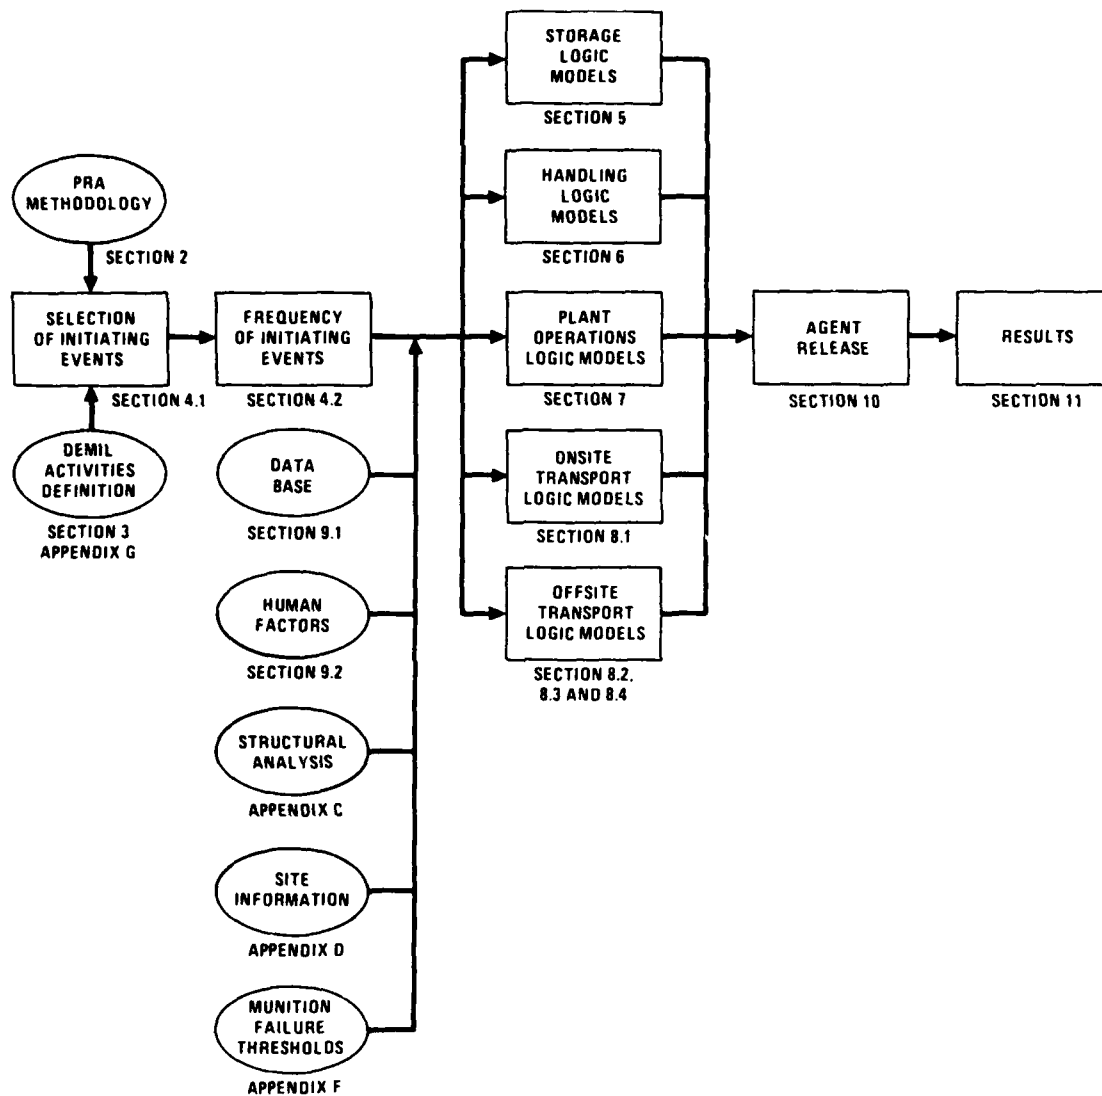 STORAGE
LOGIC
MODELS
SECTION 5
PRA
METHODOLOGY
SECTION 2
HANDLING
LOGIC
MODELS
SECTION 6
SELECTION
OF INITIATING
EVENTS
SECTION 4.1
FREQUENCY
OF INITIATING
EVENTS
SECTION 4.2
PLANT
OPERATIONS
LOGIC MODELS
SECTION 7
AGENT
RELEASE
SECTION 10
RESULTS
SECTION 11
DEMIL
ACTIVITIES
DEFINITION
SECTION 3
APPENDIX G
DATA
BASE
SECTION 9.1
ONSITE
TRANSPORT
LOGIC MODELS
SECTION 8.1
HUMAN
FACTORS
SECTION 9.2
OFFSITE
TRANSPORT
LOGIC MODELS
SECTION 8.2,
8.3 AND 8.4
STRUCTURAL
ANALYSIS
APPENDIX C
SITE
INFORMATION
APPENDIX D
MUNITION
FAILURE
THRESHOLDS
APPENDIX F